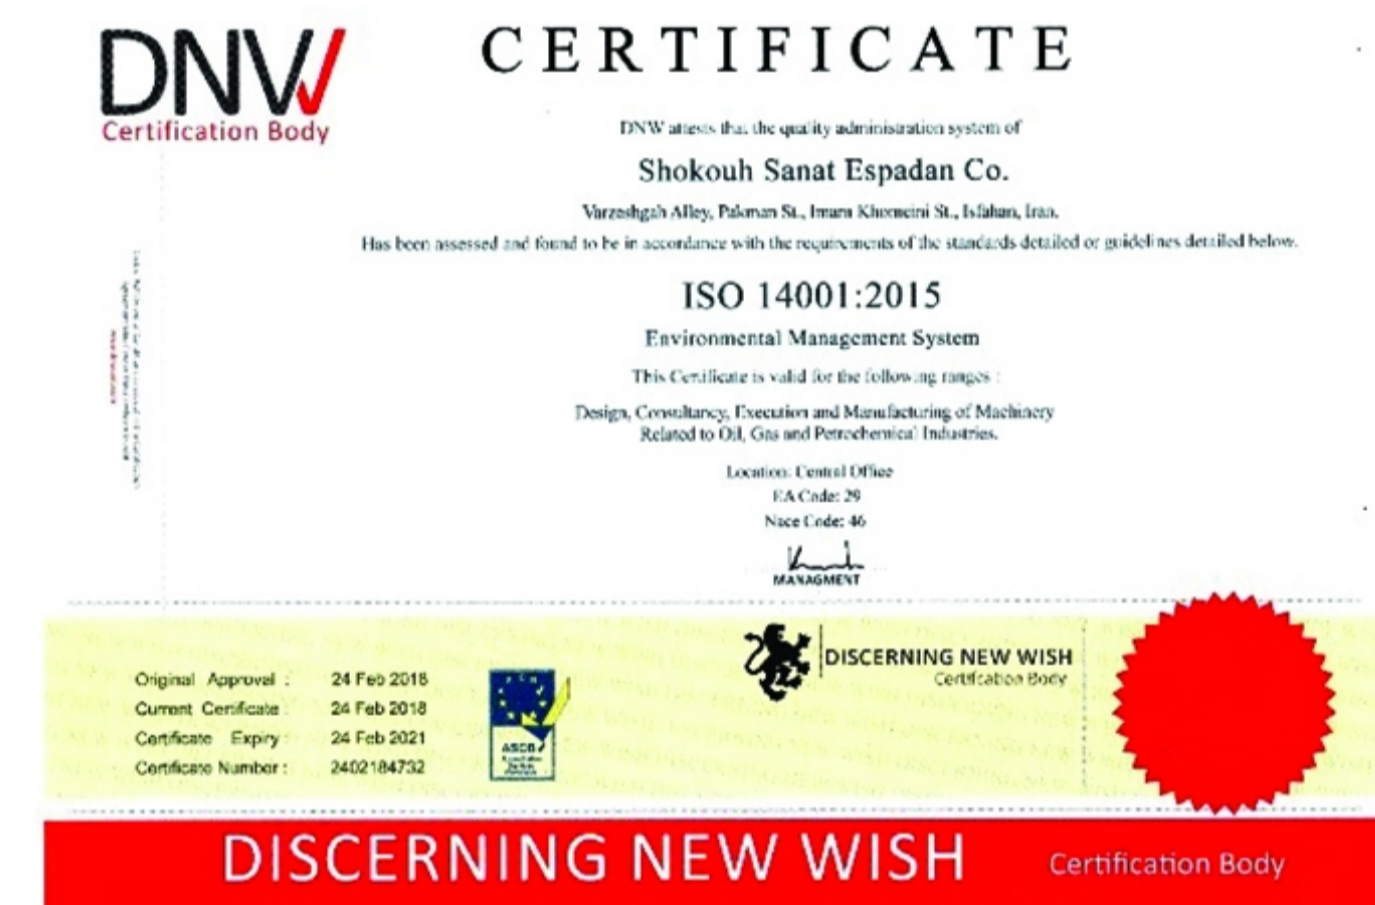 DNV
Certification Body
CERTIFICATE
DNW attests that the quality administration system of
Shokouh Sanat Espadan Co.
Varzeshgah Alley, Pakman St., Imam Khomeini St., Isfahan, Iran.
Has been assessed and found to be in accordance with the requirements of the standards detailed or guidelines detailed below.
ISO 14001:2015
Environmental Management System
This Certificate is valid for the following ranges :
Design, Consultancy, Execution and Manufacturing of Machinery
Related to Oil, Gas and Petrochemical Industries.
Location: Central Office
EA Code: 29
Nace Code: 46
MANAGMENT
Original Approval : 24 Feb 2018
Current Certificate : 24 Feb 2018
Certificate Expiry : 24 Feb 2021
Certificate Number : 2402184732
ASCB
DISCERNING NEW WISH
Certfcation Body
DISCERNING NEW WISH Certification Body